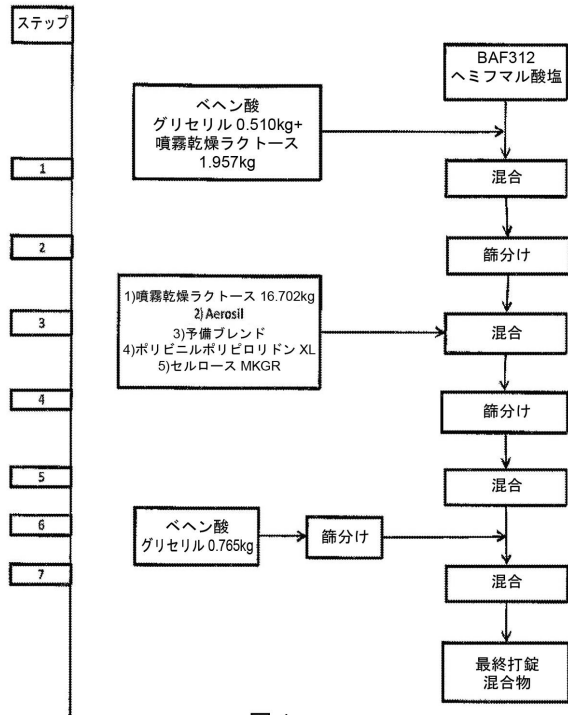 ステップ
BAF312
ヘミフマル酸塩
ベヘン酸
グリセリル 0.510kg+
噴霧乾燥ラクトース
1.957kg
1
混合
2
篩分け
1)噴霧乾燥ラクトース 16.702kg
2) Aerosil
3)予備ブレンド
4)ポリビニルポリピロリドン XL
5)セルロース MKGR
3
混合
4
篩分け
5
混合
6
ベヘン酸
グリセリル 0.765kg
篩分け
7
混合
最終打錠
混合物